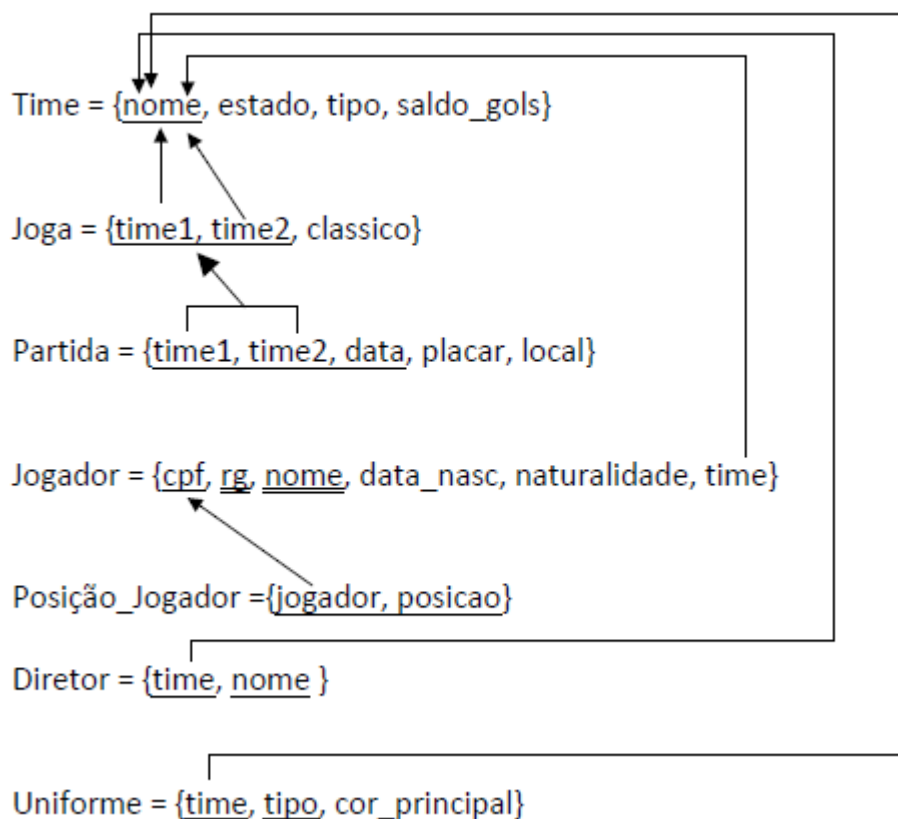 Time = {nome, estado, tipo, saldo_gols}
Joga = {time1, time2, classico}
Partida = {time1, time2, data, placar, local}
Jogador = {cpf, rg, nome, data_nasc, naturalidade, time}
Posição_Jogador ={jogador, posicao}
Diretor = {time, nome }
Uniforme = {time, tipo, cor_principal}